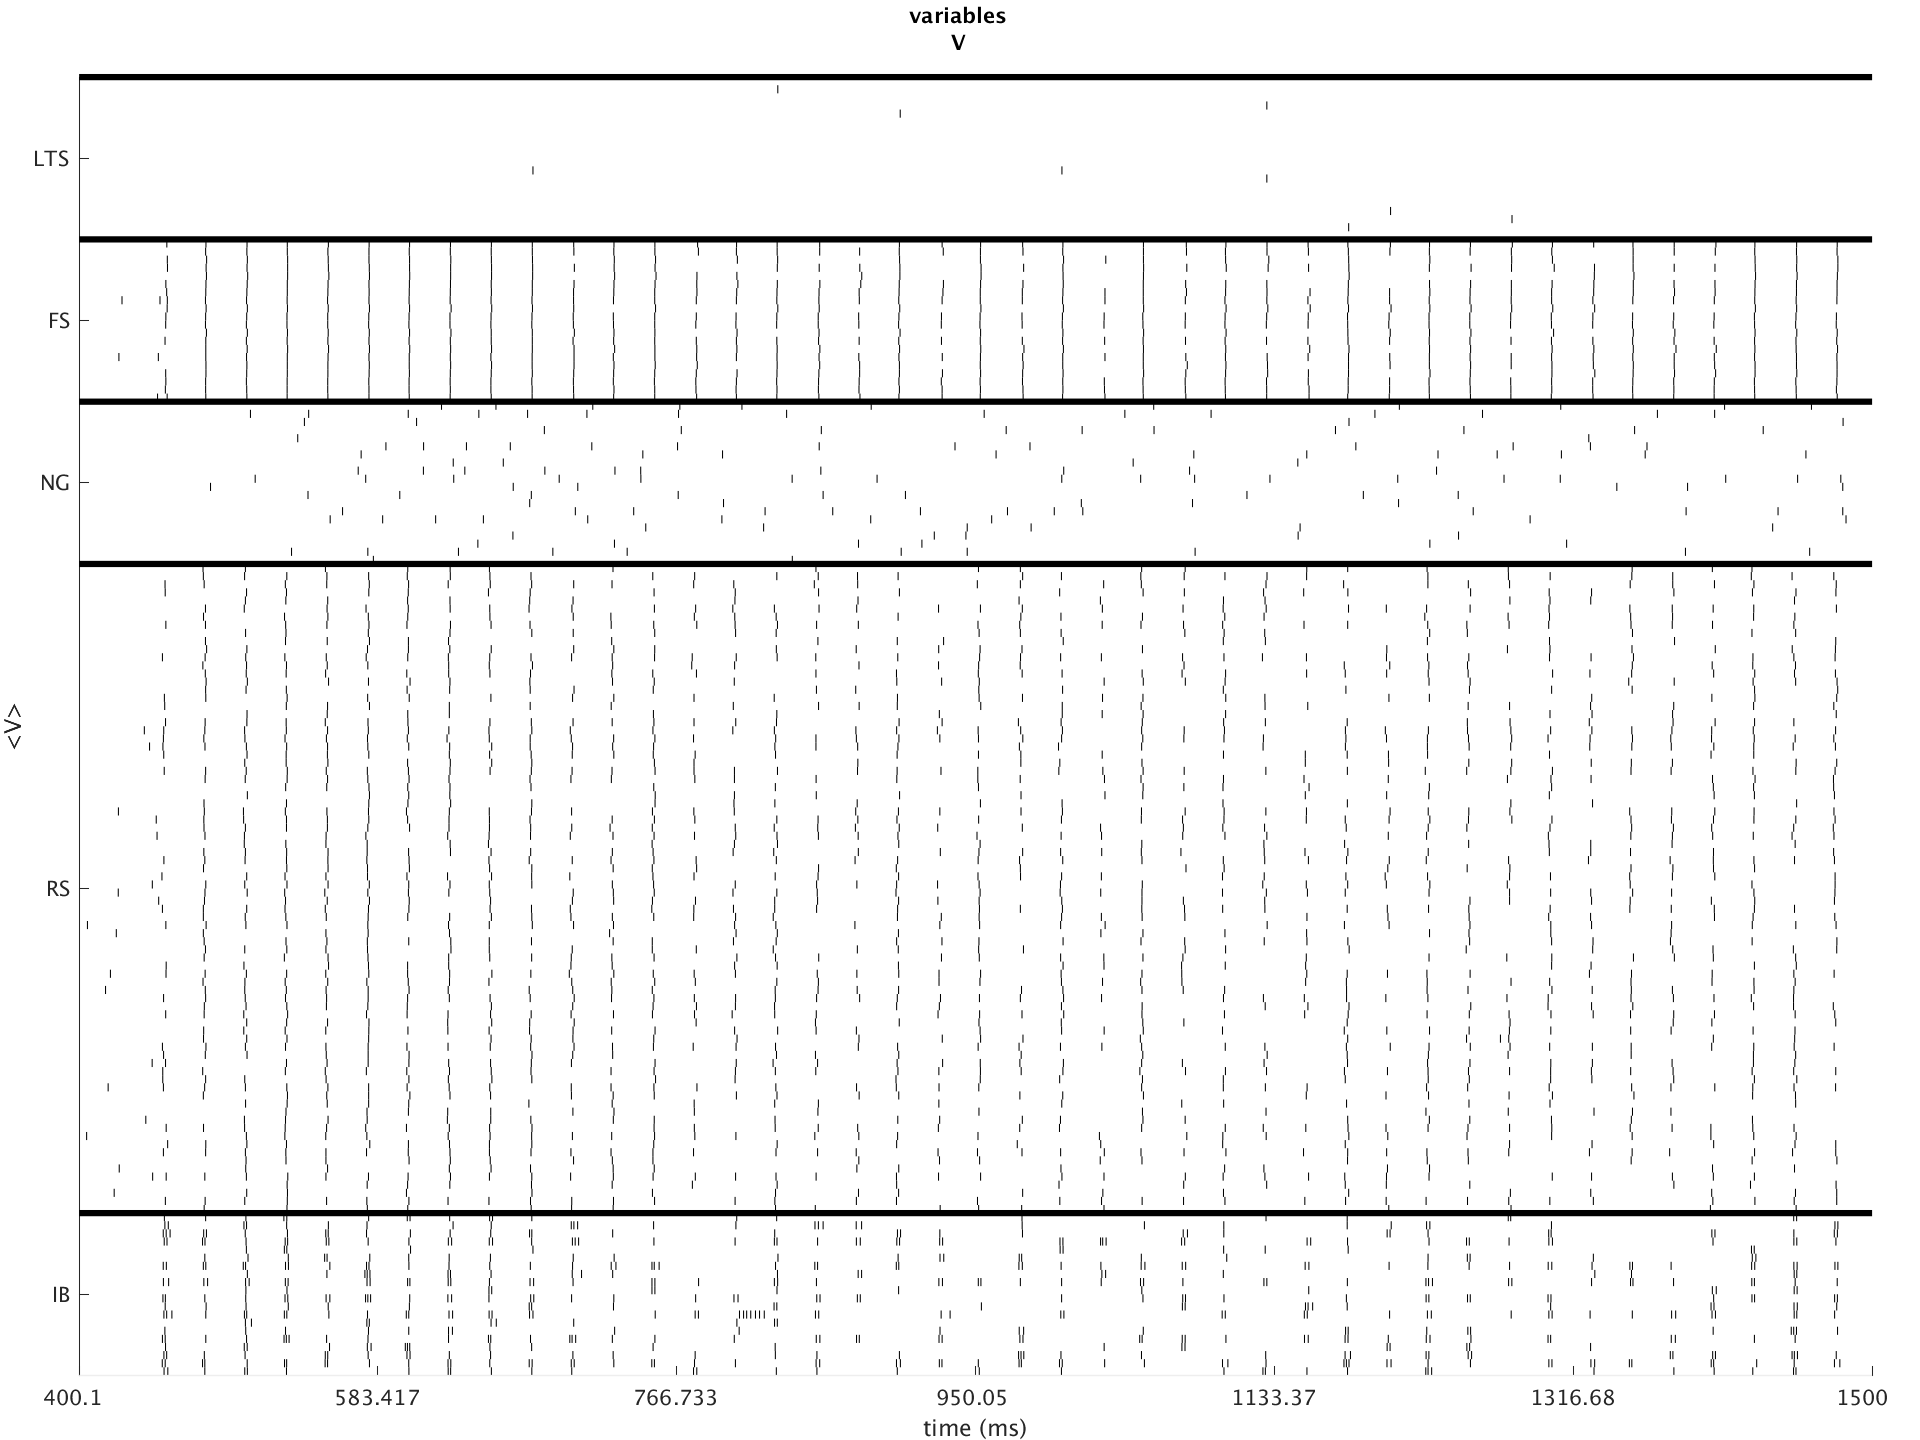 variables
V
LTS
FS
NG
RS
IB
<V>
400.1
583.417
766.733
950.05
1133.37
1316.68
1500
time (ms)